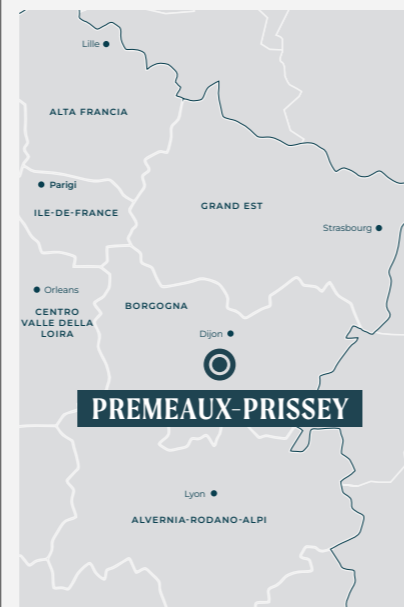 Lille
ALTA FRANCIA
Parigi
ILE-DE-FRANCE
GRAND EST
Strasbourg
Orleans
BORGOGNA
CENTRO
VALLE DELLA
LOIRA
Dijon
PREMEAUX-PRISSEY
Lyon
ALVERNIA-RODANO-ALPI